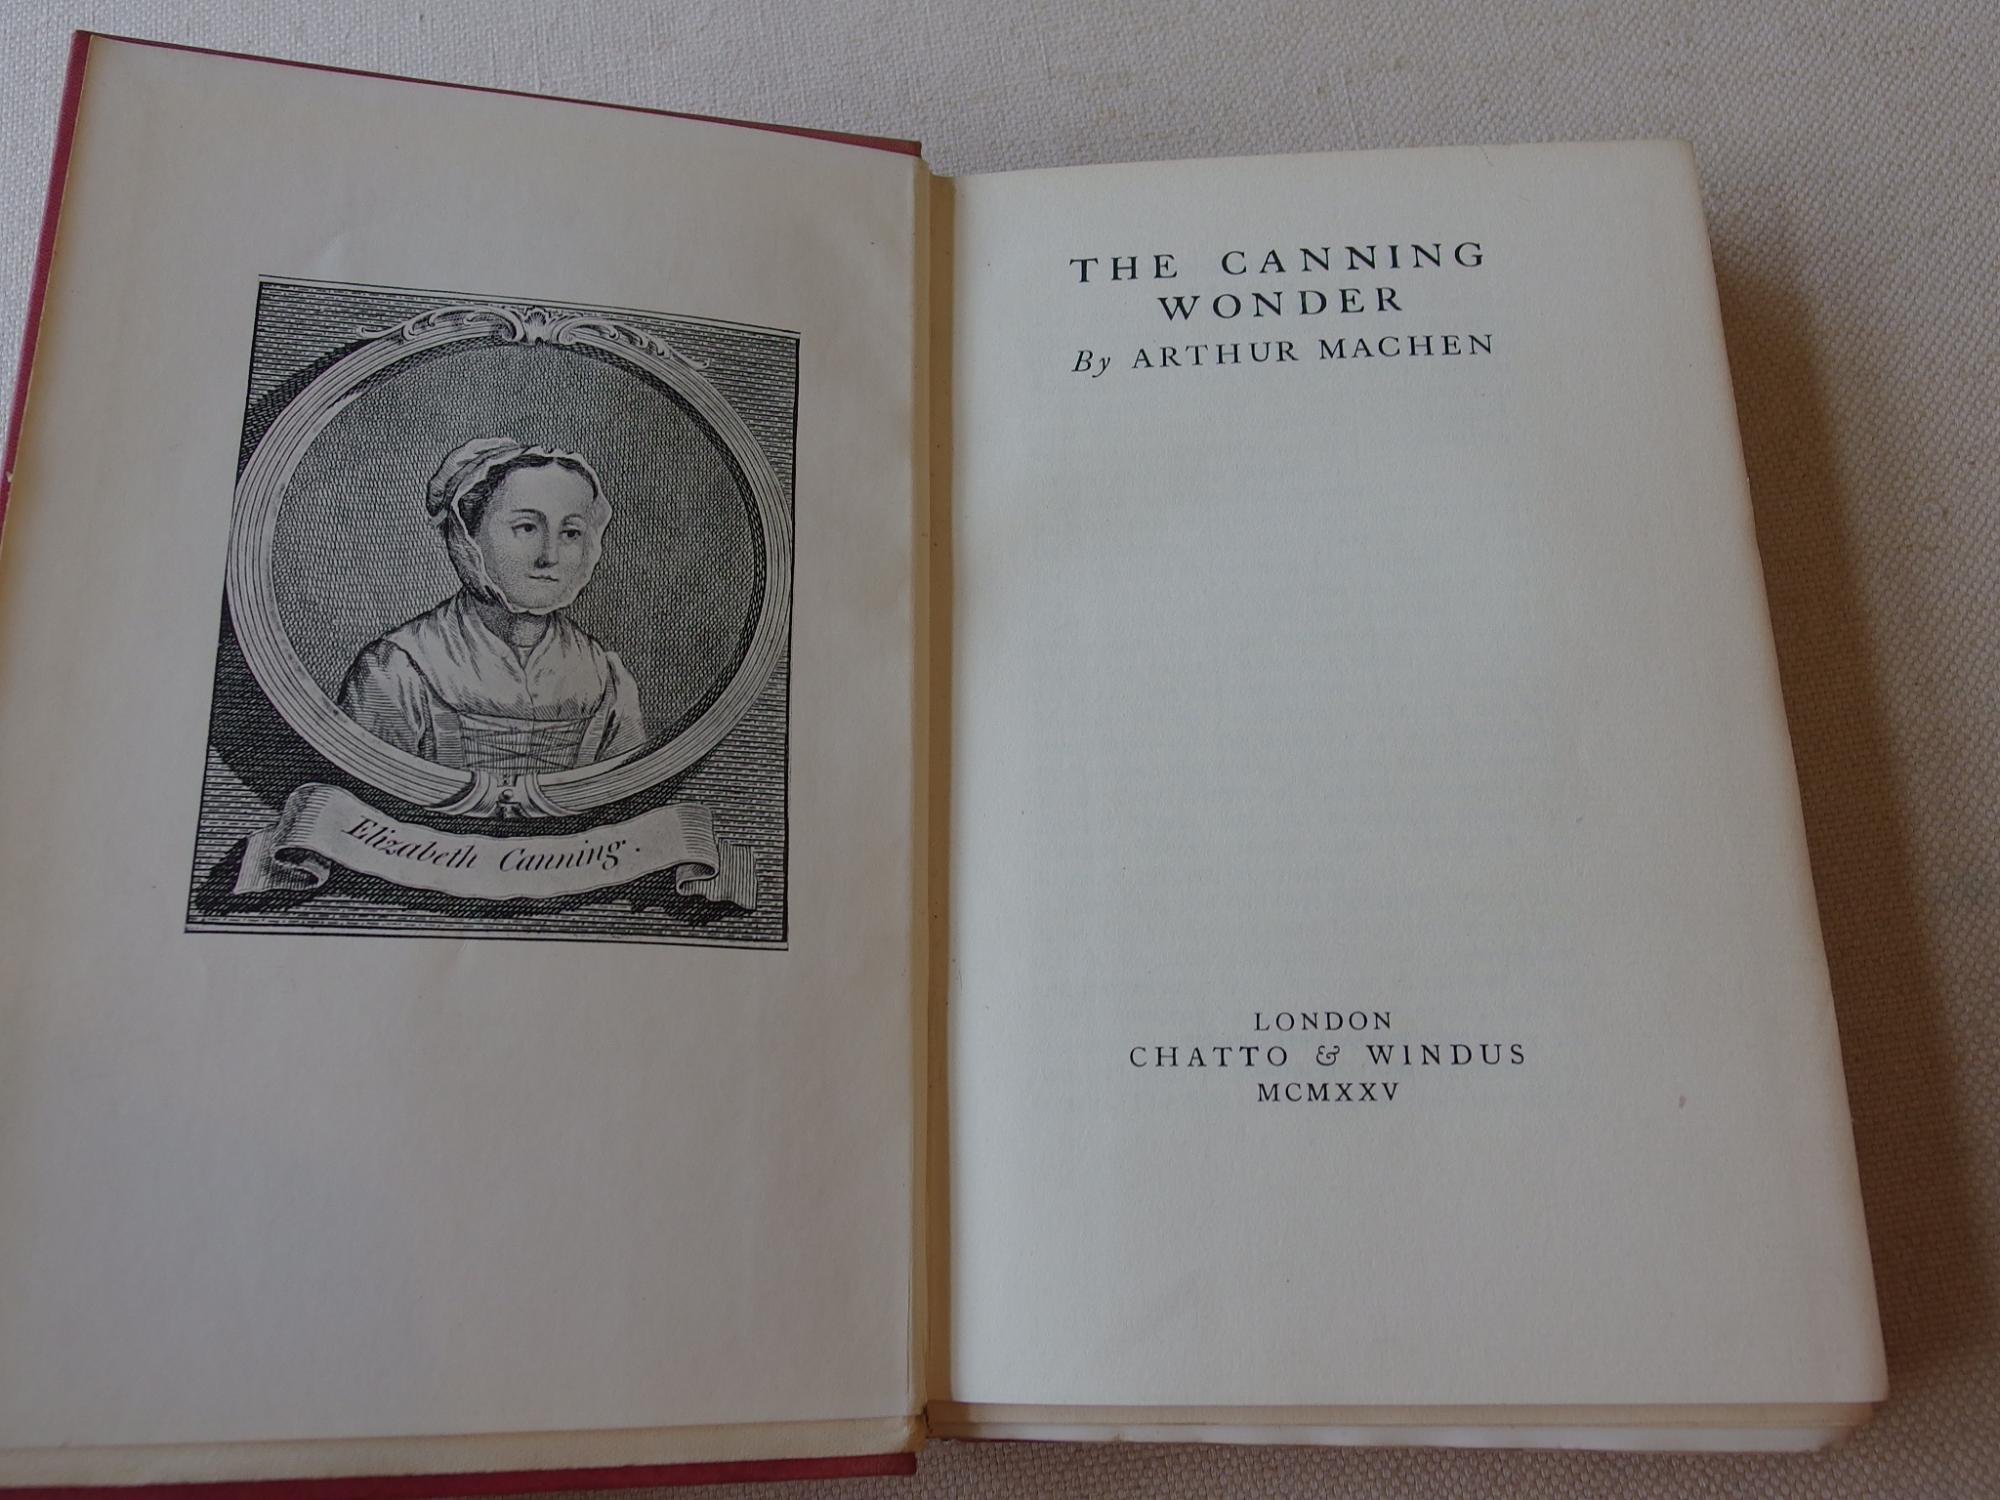 Elizabeth Canning.
THE CANNING
WONDER
By ARTHUR MACHEN
LONDON
CHATTO & WINDUS
MCMXXV